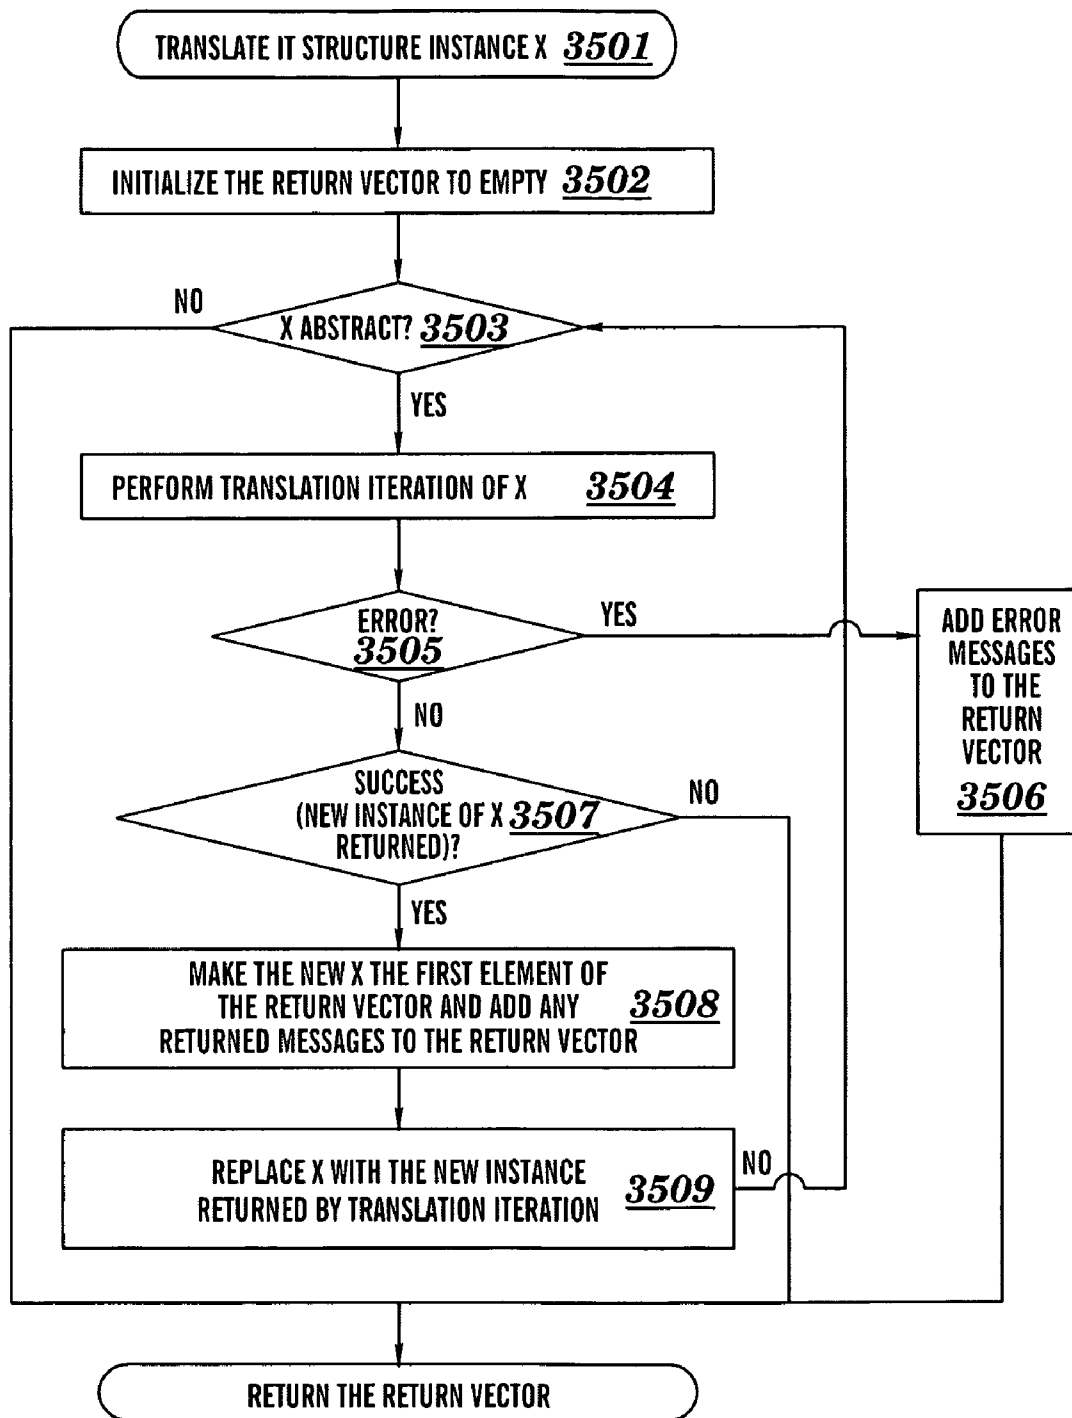 TRANSLATE IT STRUCTURE INSTANCE X 3501
INITIALIZE THE RETURN VECTOR TO EMPTY 3502
NO
X ABSTRACT? 3503
YES
PERFORM TRANSLATION ITERATION OF X 3504
ERROR?
3505
YES
NO
ADD ERROR
MESSAGES
TO THE
RETURN
VECTOR
3506
SUCCESS
(NEW INSTANCE OF X 3507
RETURNED)?
NO
YES
MAKE THE NEW X THE FIRST ELEMENT OF
THE RETURN VECTOR AND ADD ANY 3508
RETURNED MESSAGES TO THE RETURN VECTOR
REPLACE X WITH THE NEW INSTANCE
RETURNED BY TRANSLATION ITERATION 3509
NO
RETURN THE RETURN VECTOR